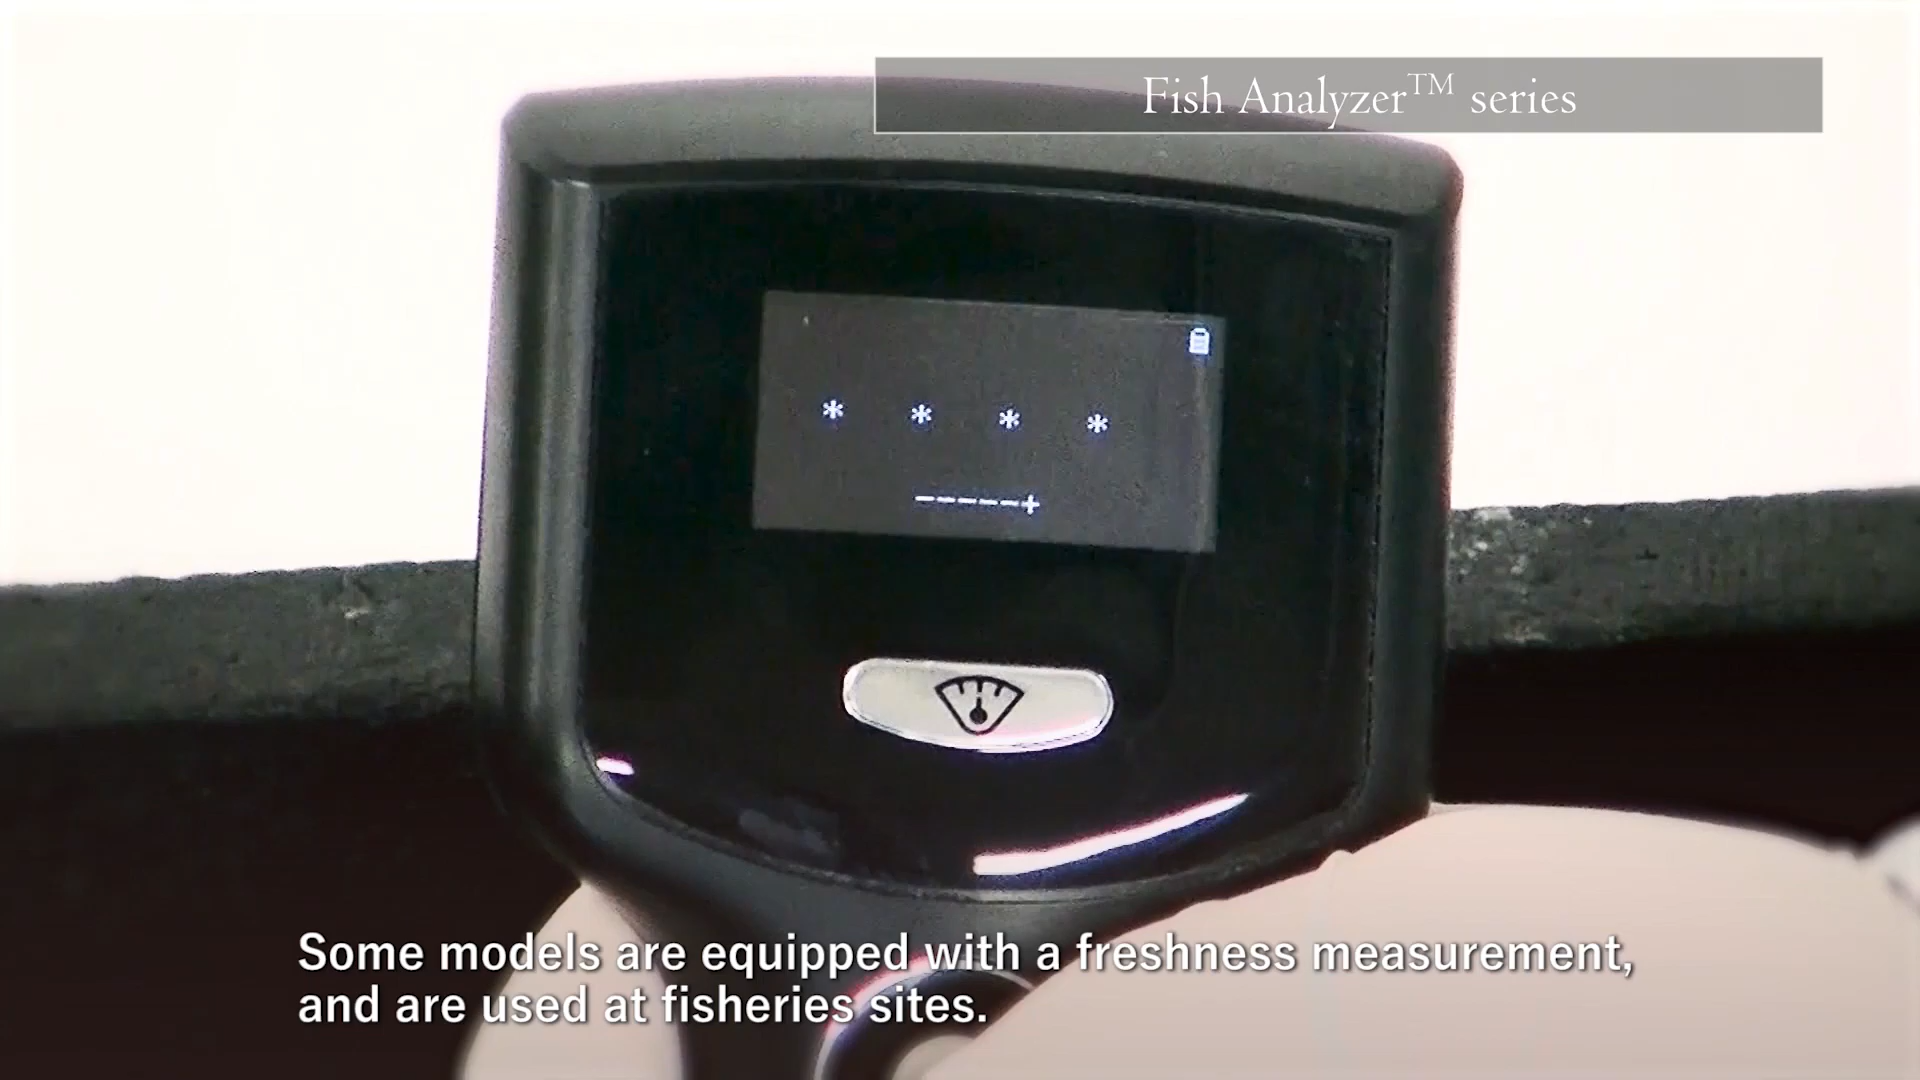 Fish Analyzer™ series
* * * *
-----+
Some models are equipped with a freshness measurement,
and are used at fisheries sites.